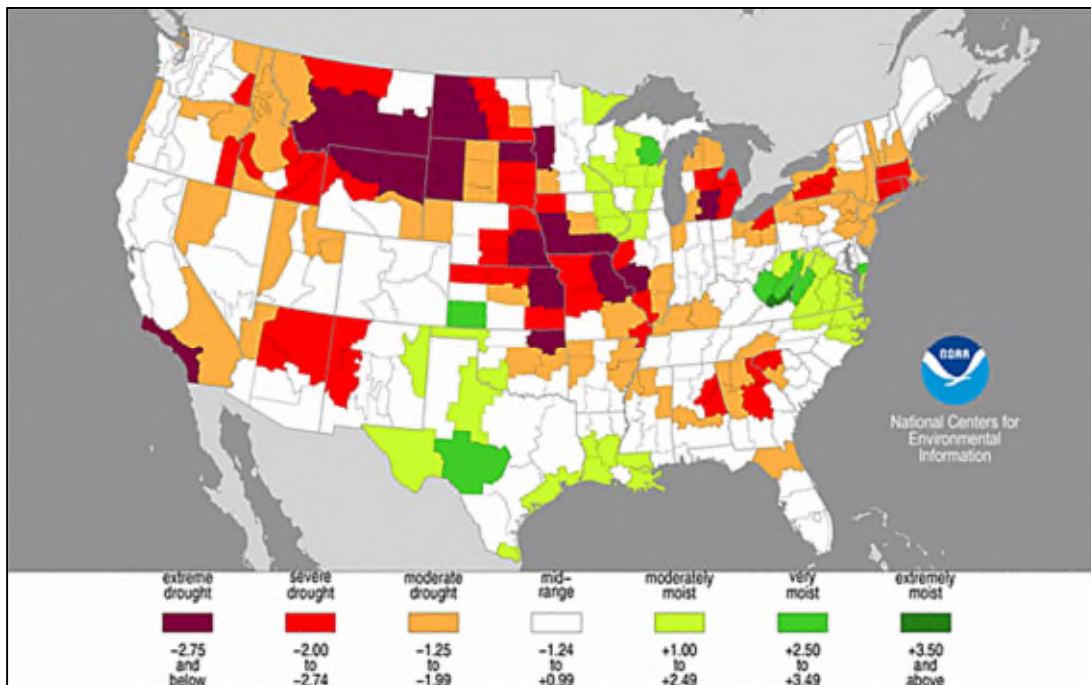 NOAA
National Centers for
Environmental
Information
extreme drought
severe drought
moderate drought
mid-range
moderately moist
very moist
extremely moist
−2.75 and below
−2.00 to −2.74
−1.25 to −1.99
−1.24 to +0.99
+1.00 to +2.49
+2.50 to +3.49
+3.50 and above